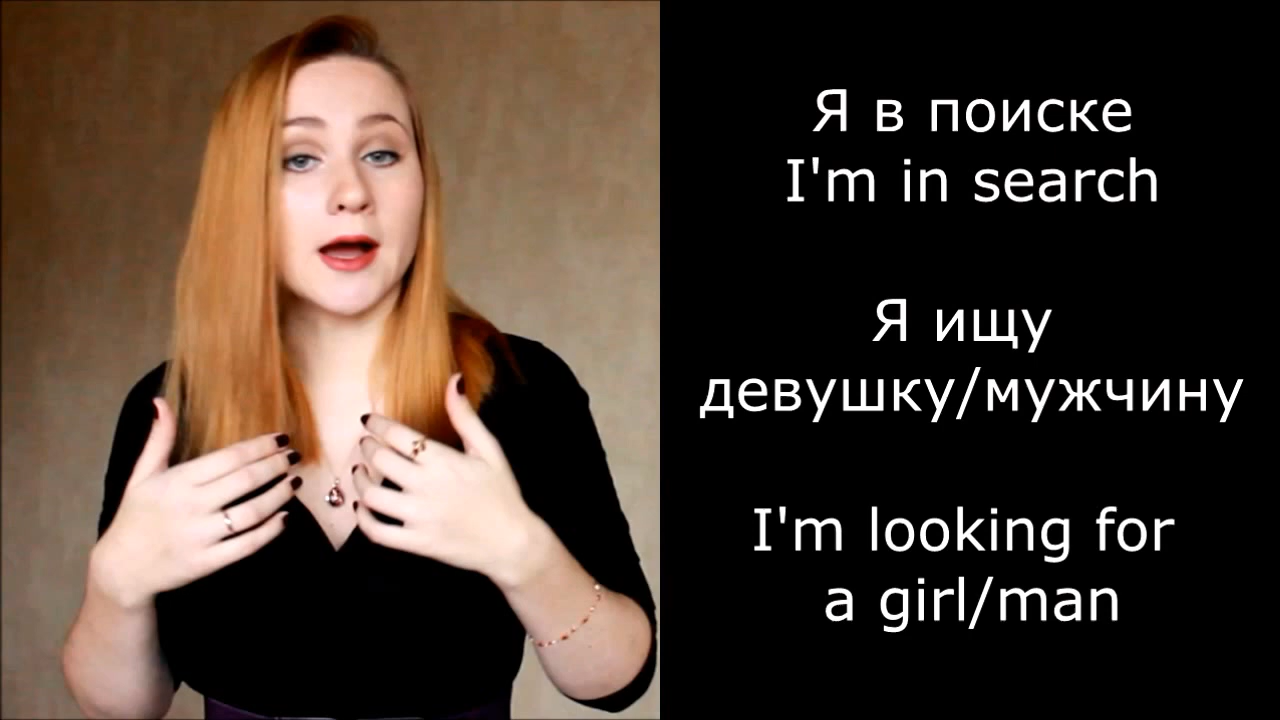 Я в поиске
I'm in search
Я ищу
девушку/мужчину
I'm looking for
a girl/man